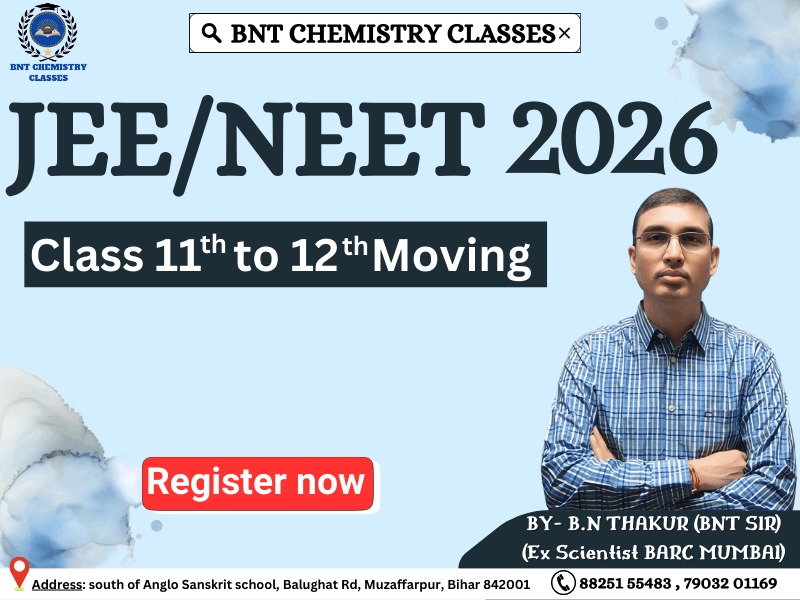 BNT CHEMISTRY
CLASSES
BNT CHEMISTRY CLASSES×
JEE/NEET 2026
Class 11th to 12th Moving
Register now
BY- B.N THAKUR (BNT SIR)
(Ex Scientist BARC MUMBAI)
Address: south of Anglo Sanskrit school, Balughat Rd, Muzaffarpur, Bihar 842001
88251 55483 , 79032 01169